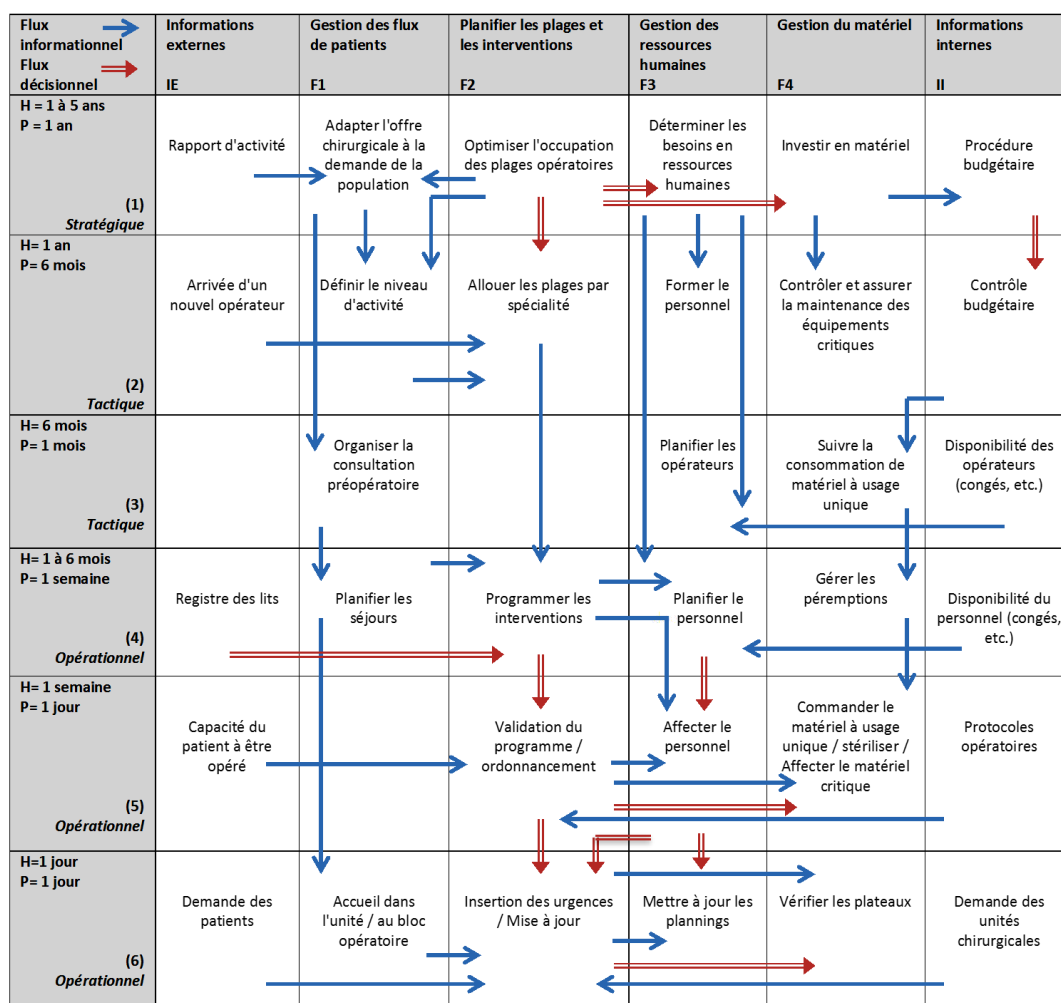 Flux
informationnel
Flux
décisionnel
Informations
externes
IE
Gestion des flux
de patients
F1
Planifier les plages et
les interventions
F2
Gestion des
ressources
humaines
F3
Gestion du matériel
F4
Informations
internes
II
H = 1 à 5 ans
P = 1 an
(1)
Stratégique
Rapport d'activité
Adapter l'offre
chirurgicale à la
demande de la
population
Optimiser l'occupation
des plages opératoires
Déterminer les
besoins en
ressources
humaines
Investir en matériel
Procédure
budgétaire
H= 1 an
P= 6 mois
(2)
Tactique
Arrivée d'un
nouvel opérateur
Définir le niveau
d'activité
Allouer les plages par
spécialité
Former le
personnel
Contrôler et assurer
la maintenance des
équipements
critiques
Contrôle
budgétaire
H= 6 mois
P= 1 mois
(3)
Tactique
Organiser la
consultation
préopératoire
Planifier les
opérateurs
Suivre la
consommation de
matériel à usage
unique
Disponibilité des
opérateurs
(congés, etc.)
H= 1 à 6 mois
P= 1 semaine
(4)
Opérationnel
Registre des lits
Planifier les
séjours
Programmer les
interventions
Planifier le
personnel
Gérer les
péremptions
Disponibilité du
personnel (congés,
etc.)
H= 1 semaine
P= 1 jour
(5)
Opérationnel
Capacité du
patient à être
opéré
Validation du
programme /
ordonnancement
Affecter le
personnel
Commander le
matériel à usage
unique / stériliser /
Affecter le matériel
critique
Protocoles
opératoires
H=1 jour
P= 1 jour
(6)
Opérationnel
Demande des
patients
Accueil dans
l'unité / au bloc
opératoire
Insertion des urgences
/ Mise à jour
Mettre à jour les
plannings
Vérifier les plateaux
Demande des
unités
chirurgicales